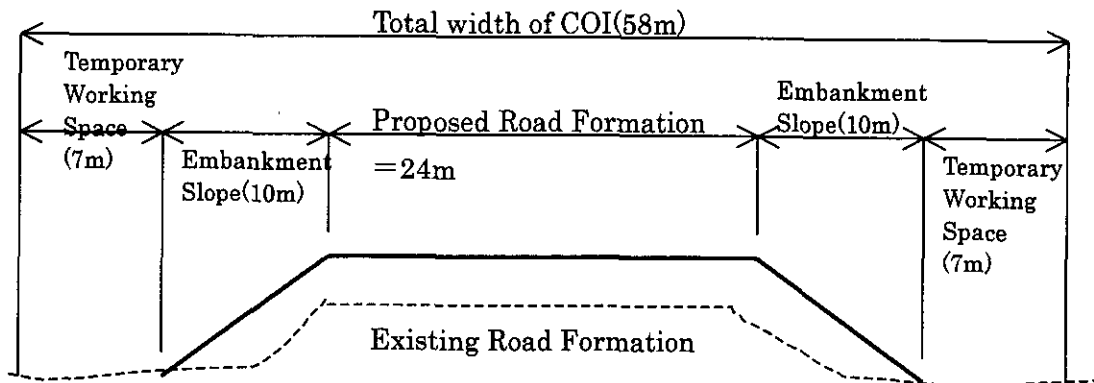 Total width of COI(58m)
Temporary
Working
Space
(7m)
Embankment
Slope(10m)
Proposed Road Formation
=24m
Embankment
Slope(10m)
Temporary
Working
Space
(7m)
Existing Road Formation